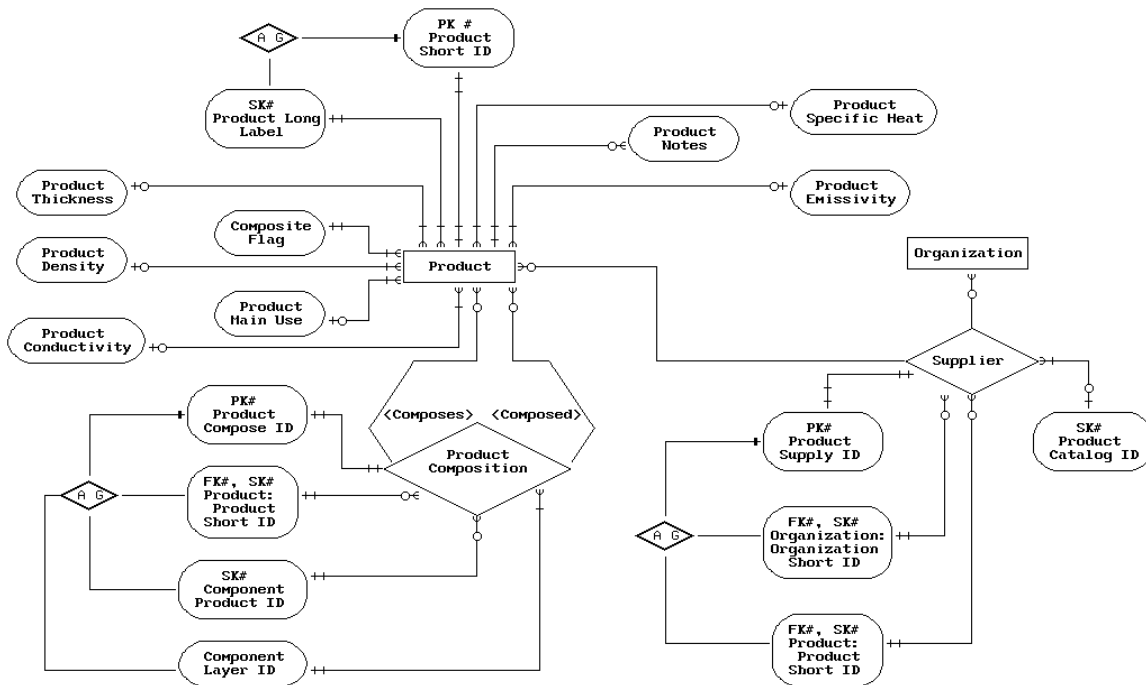 A G
PK #
Product
Short ID
SK#
Product Long
Label
Product
Specific Heat
Product
Notes
Product
Thickness
Product
Emissivity
Composite
Flag
Product
Density
Product
Organization
Product
Main Use
Product
Conductivity
Supplier
<Composes>
<Composed>
PK#
Product
Compose ID
Product
Composition
PK#
Product
Supply ID
SK#
Product
Catalog ID
A G
FK#, SK#
Product:
Product
Short ID
A G
FK#, SK#
Organization:
Organization
Short ID
SK#
Component
Product ID
FK#, SK#
Product:
Product
Short ID
Component
Layer ID